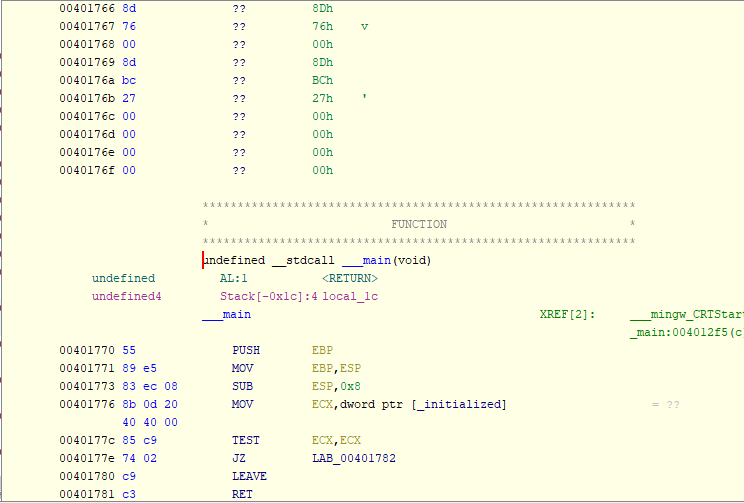 00401766 8d ?? 8Dh
00401767 76 ?? 76h v
00401768 00 ?? 00h
00401769 8d ?? 8Dh
0040176a bc ?? BCh
0040176b 27 ?? 27h '
0040176c 00 ?? 00h
0040176d 00 ?? 00h
0040176e 00 ?? 00h
0040176f 00 ?? 00h
**************************************************************
* FUNCTION *
**************************************************************
undefined __stdcall ___main(void)
undefined AL:1 <RETURN>
undefined4 Stack[-0x1c]:4 local_1c
___main XREF[2]: ___mingw_CRTStar
_main:004012f5(c
00401770 55 PUSH EBP
00401771 89 e5 MOV EBP,ESP
00401773 83 ec 08 SUB ESP,0x8
00401776 8b 0d 20 MOV ECX,dword ptr [_initialized] = ??
40 40 00
0040177c 85 c9 TEST ECX,ECX
0040177e 74 02 JZ LAB_00401782
00401780 c9 LEAVE
00401781 c3 RET